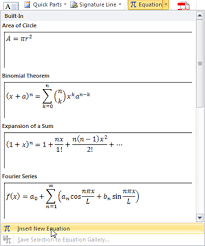 Quick Parts Signature Line π Equation
Built-In
Area of Circle
A = πr²
Binomial Theorem
(x + a)ⁿ = ∑ₖ₌₀ⁿ (n k) xᵏaⁿ⁻ᵏ
Expansion of a Sum
(1 + x)ⁿ = 1 + nx/1! + n(n − 1)x²/2! + ⋯
Fourier Series
f(x) = a₀ + ∑ₙ₌₁^∞ (aₙ cos nπx/L + bₙ sin nπx/L)
π Insert New Equation
Save Selection to Equation Gallery...